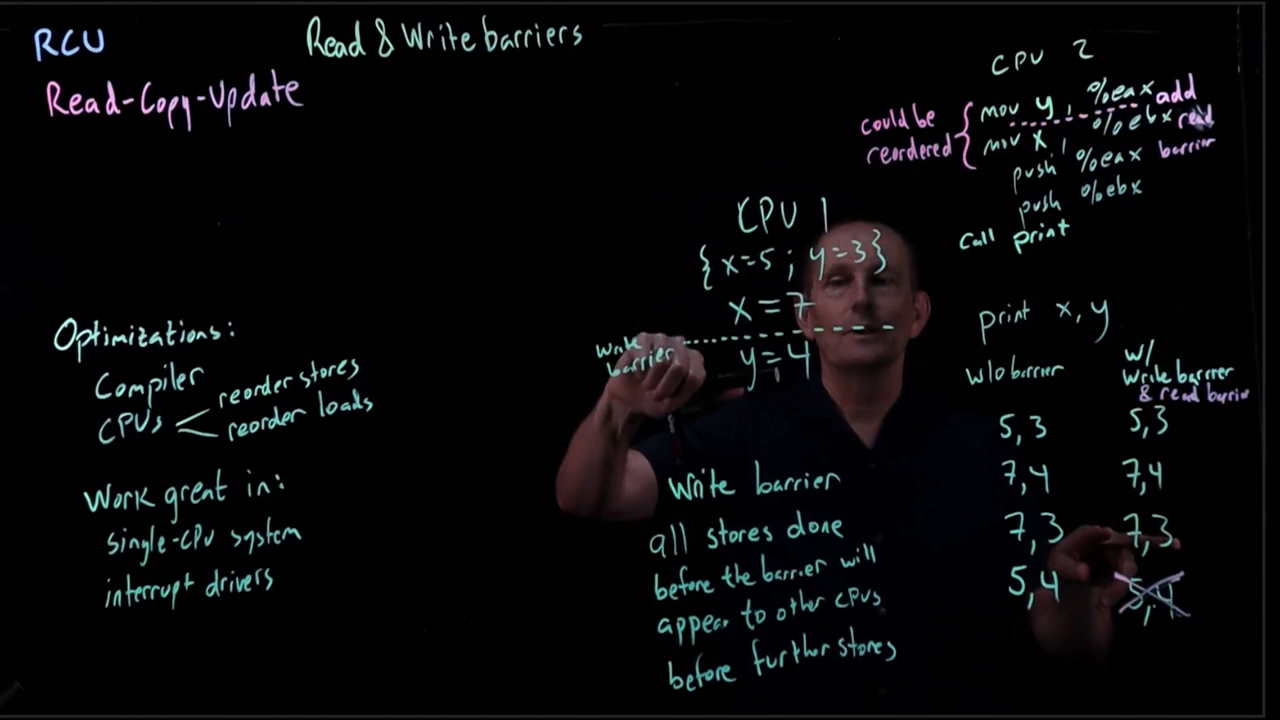 RCU
Read & Write barriers
Read-Copy-Update
Optimizations:
Compiler
CPUs
reorder stores
reorder loads
Work great in:
single-CPU system
interrupt drivers
CPU 1
{x=5; y=3}
x = 7
write
barrier
y = 4
Write barrier
all stores done
before the barrier will
appear to other CPUs
before further stores
CPU 2
could be
reordered
mov y, %eax add
mov x, %ebx read
push %eax barrier
push %ebx
call print
print x, y
w/o barrier
w/
write barrier
& read barrier
5,3 5,3
7,4 7,4
7,3 7,3
5,4 5,4